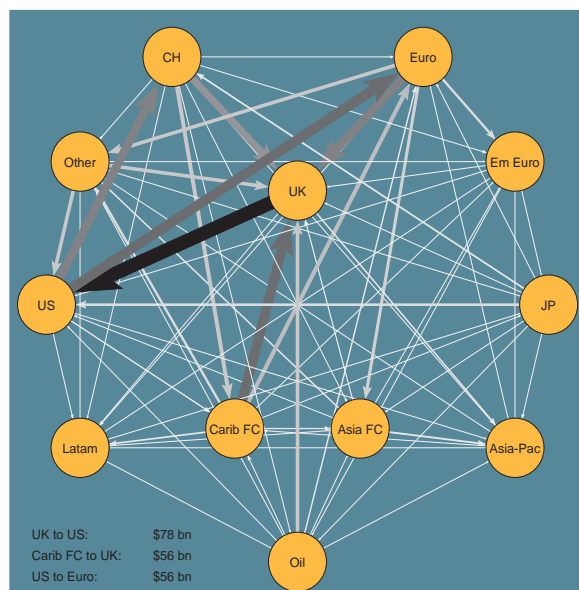 CH
Euro
Other
Em Euro
UK
US
JP
Carib FC
Asia FC
Latam
Asia-Pac
Oil
UK to US: $78 bn
Carib FC to UK: $56 bn
US to Euro: $56 bn